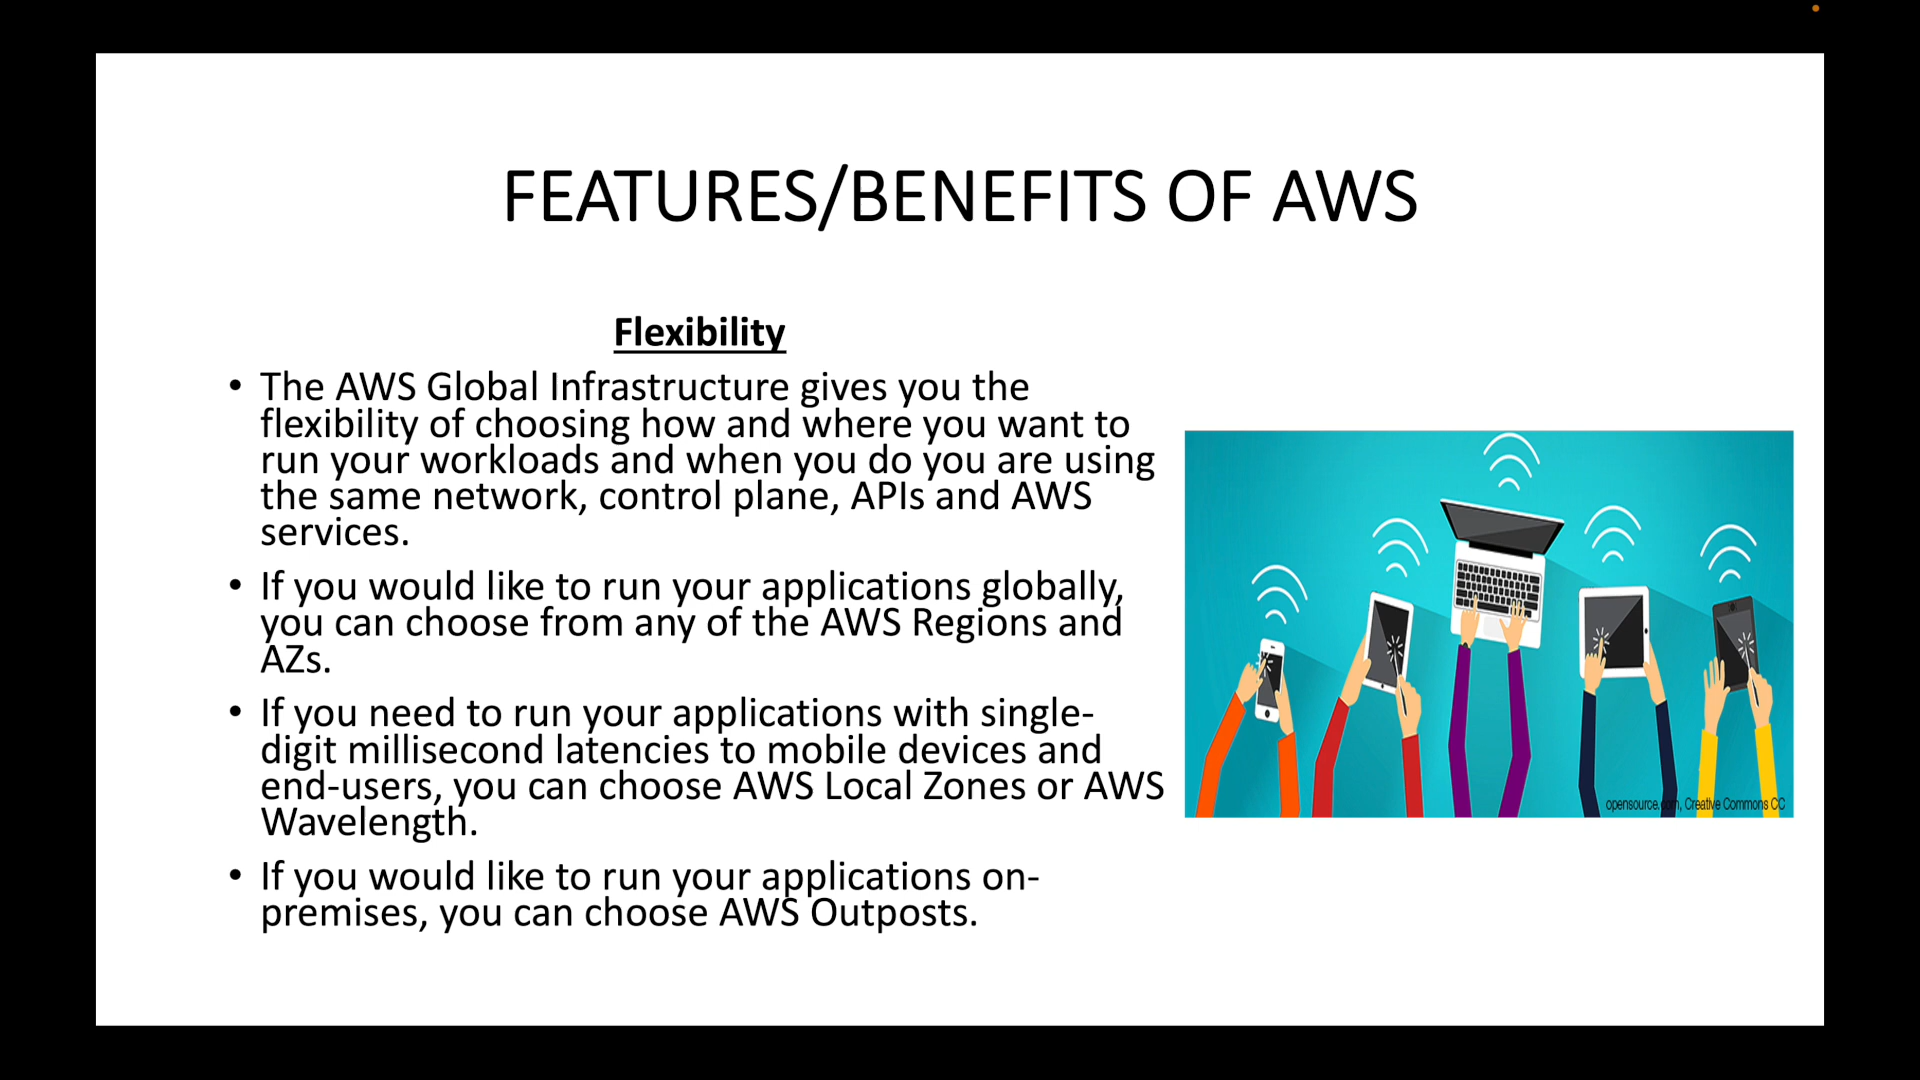 FEATURES/BENEFITS OF AWS
Flexibility
• The AWS Global Infrastructure gives you the
flexibility of choosing how and where you want to
run your workloads and when you do you are using
the same network, control plane, APIs and AWS
services.
• If you would like to run your applications globally,
you can choose from any of the AWS Regions and
AZs.
• If you need to run your applications with single-
digit millisecond latencies to mobile devices and
end-users, you can choose AWS Local Zones or AWS
Wavelength.
• If you would like to run your applications on-
premises, you can choose AWS Outposts.
opensource.com, Creative Commons CC